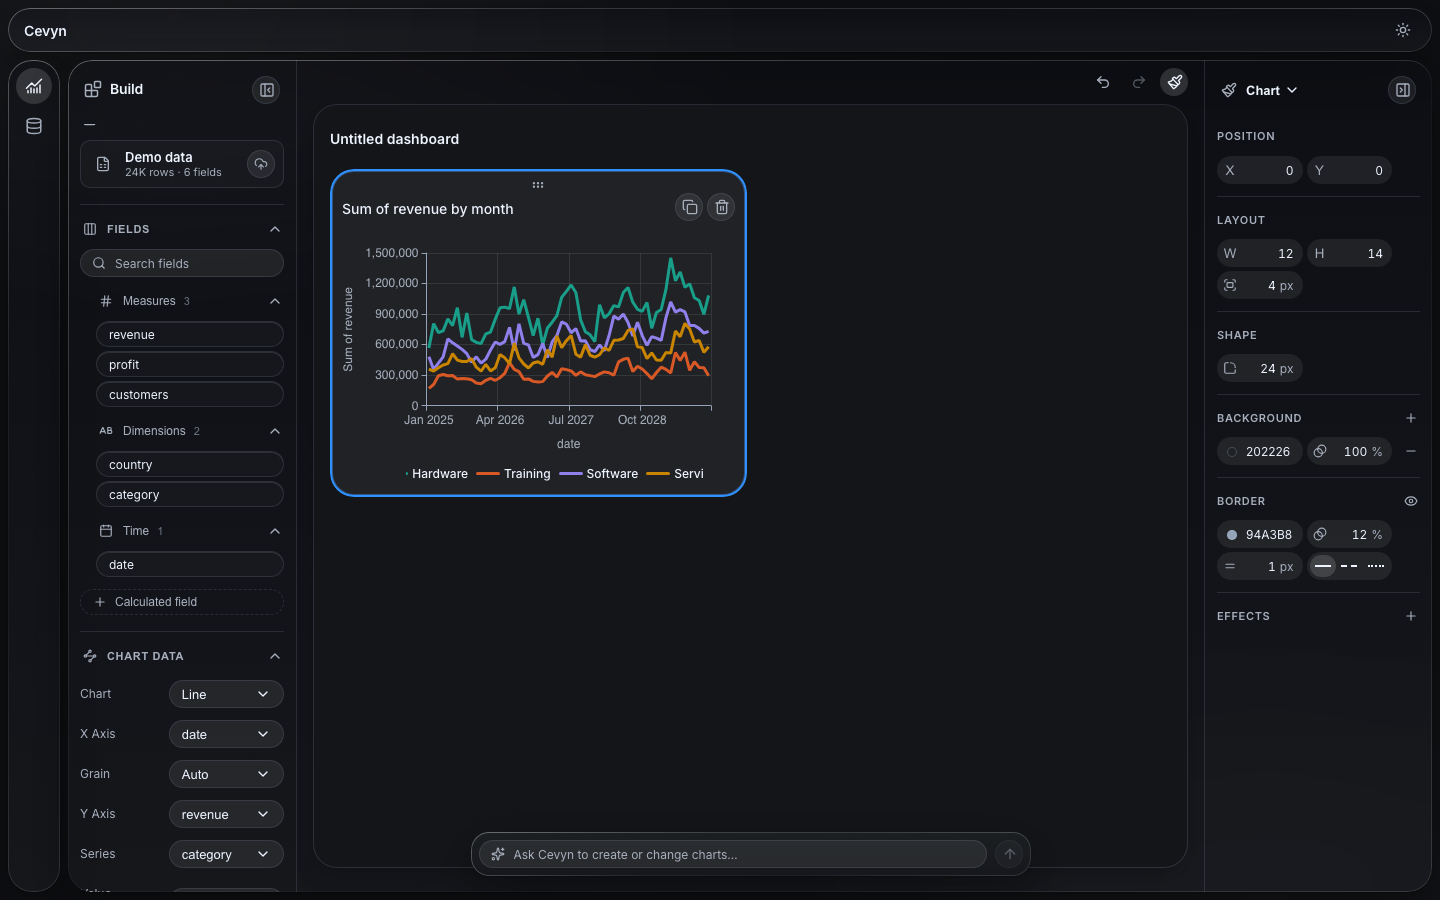 Cevyn
Build
Demo data
24K rows · 6 fields
FIELDS
Search fields
Measures 3
revenue
profit
customers
AB Dimensions 2
country
category
Time 1
date
Calculated field
CHART DATA
Chart Line
X Axis date
Grain Auto
Y Axis revenue
Series category
Untitled dashboard
Sum of revenue by month
Sum of revenue
1,500,000
1,200,000
900,000
600,000
300,000
0
Jan 2025 Apr 2026 Jul 2027 Oct 2028
date
Hardware Training Software Servi
Ask Cevyn to create or change charts...
Chart
POSITION
X 0 Y 0
LAYOUT
W 12 H 14
4 px
SHAPE
24 px
BACKGROUND
202226 100 %
BORDER
94A3B8 12 %
1 px
EFFECTS